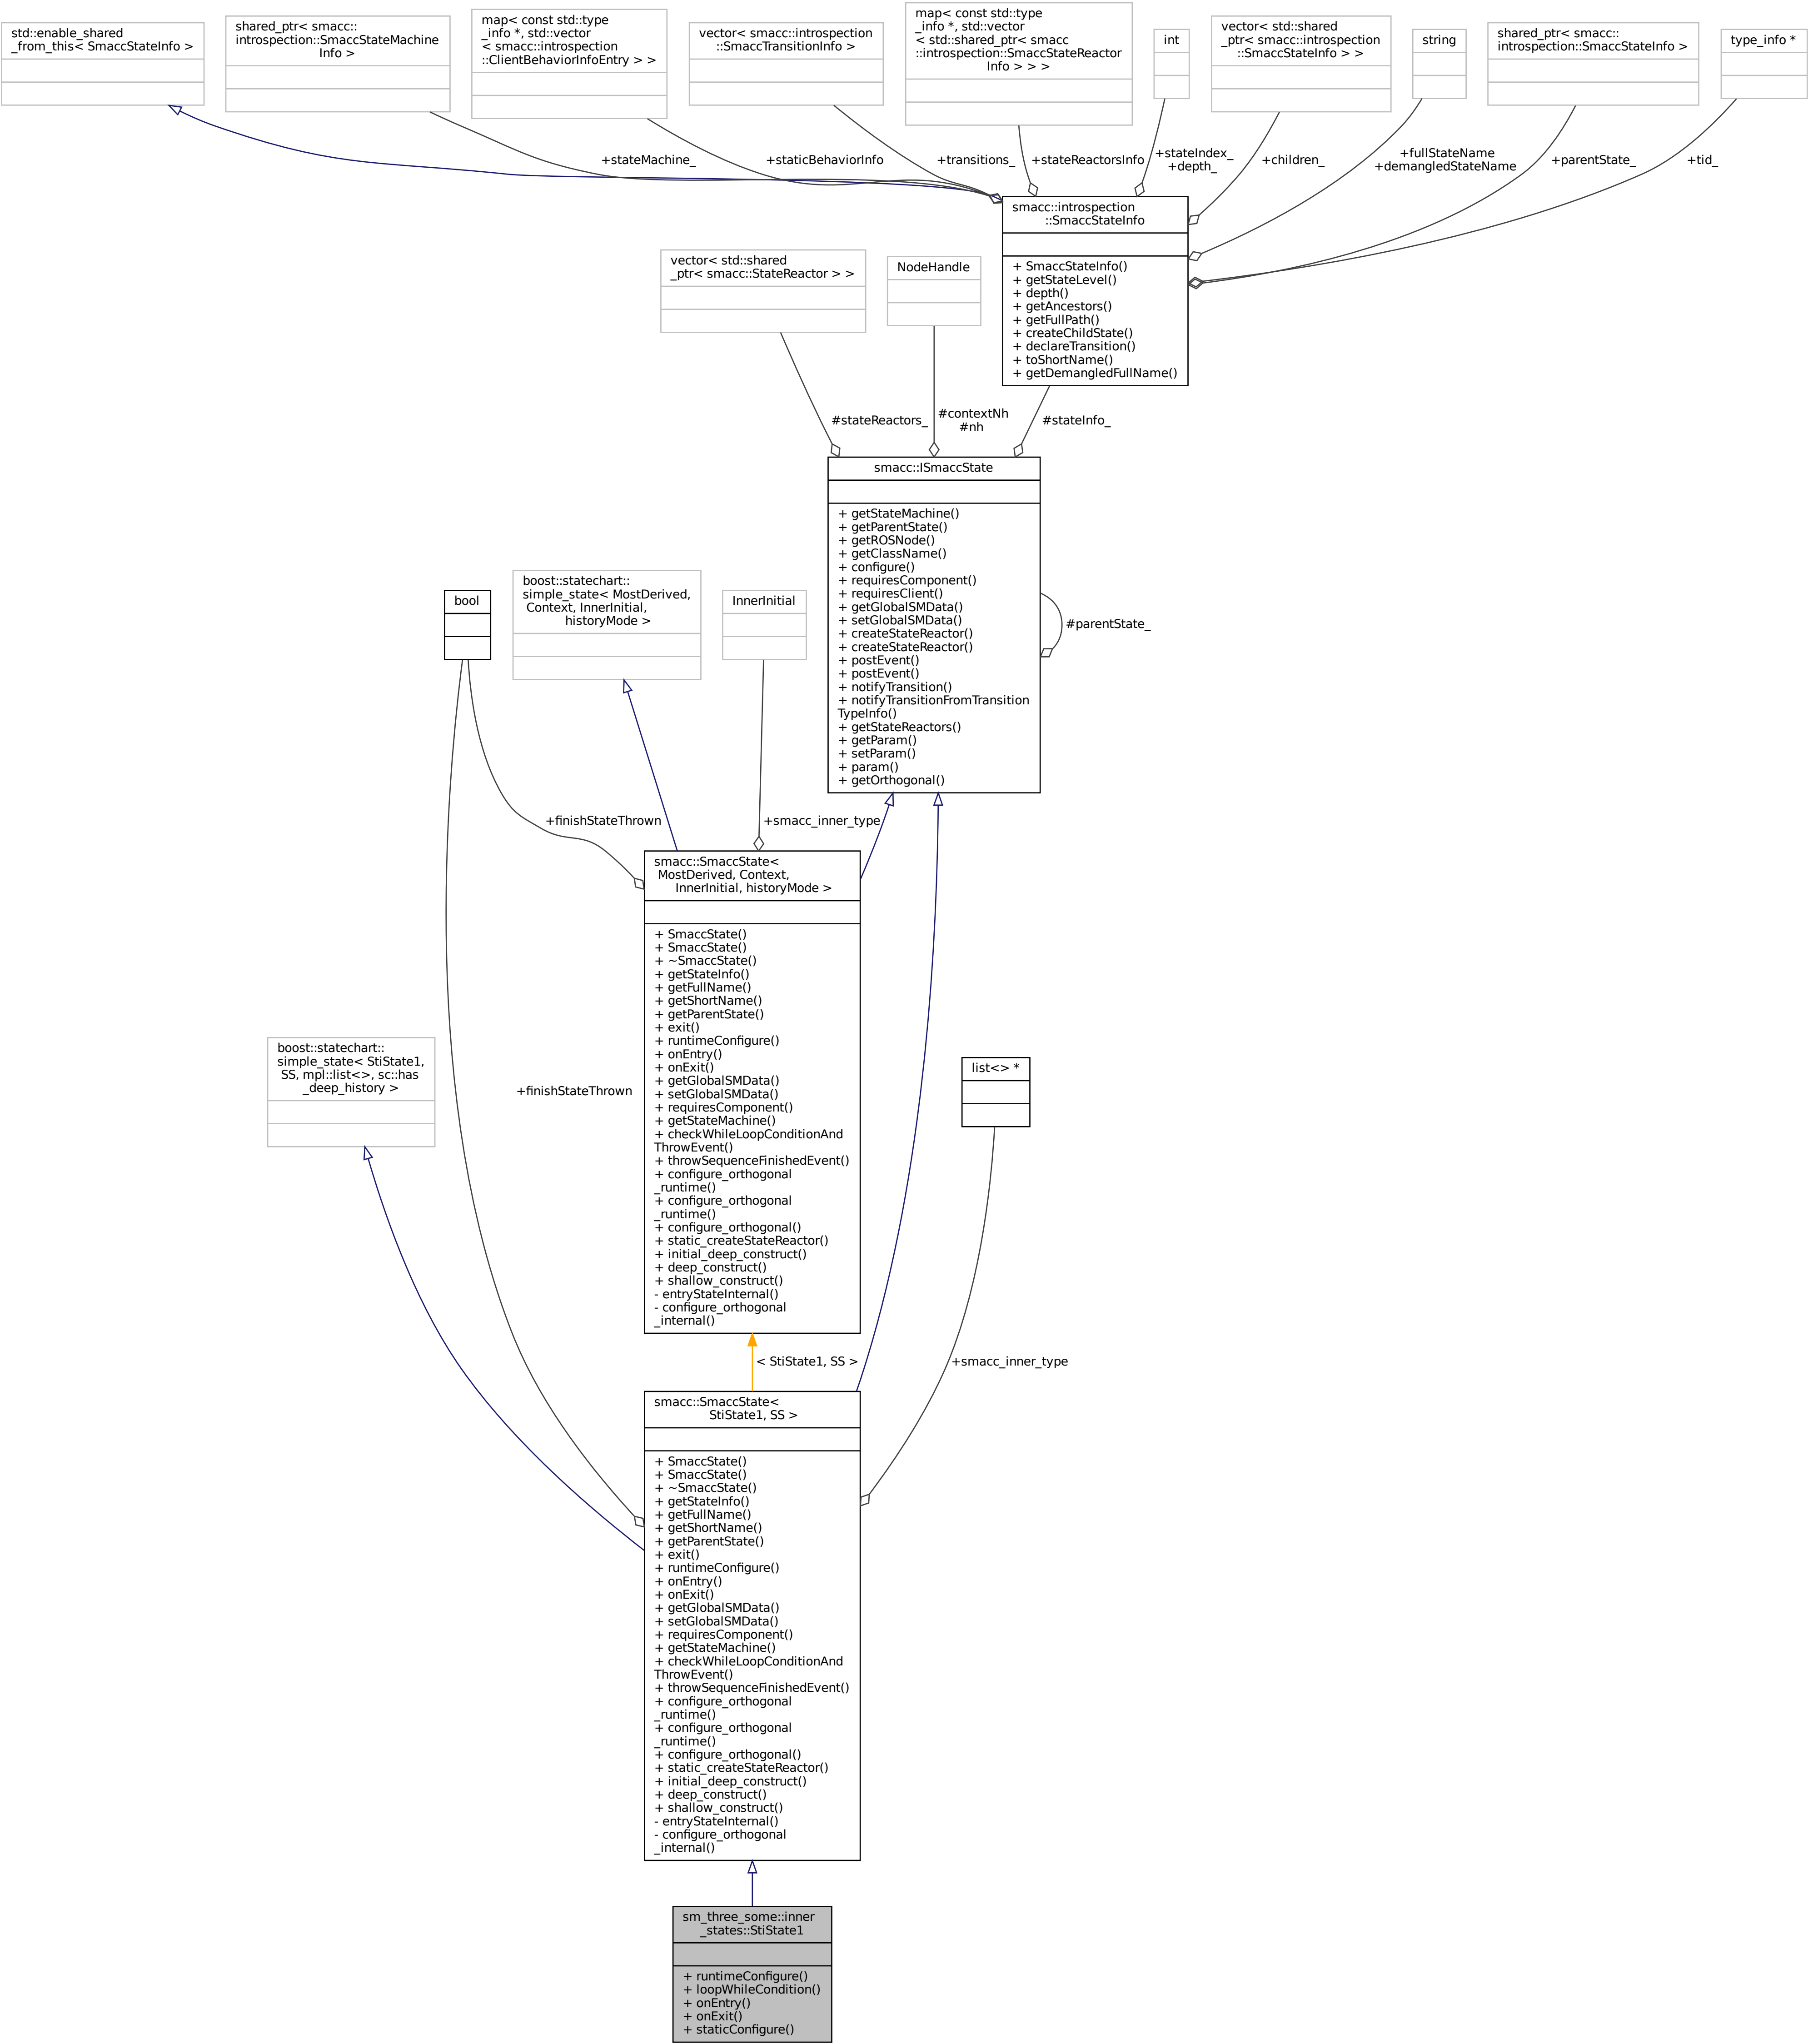 std::enable_shared
_from_this< SmaccStateInfo >
shared_ptr< smacc::
introspection::SmaccStateMachine
Info >
map< const std::type
_info *, std::vector
< smacc::introspection
::ClientBehaviorInfoEntry > >
vector< smacc::introspection
::SmaccTransitionInfo >
map< const std::type
_info *, std::vector
< std::shared_ptr< smacc
::introspection::SmaccStateReactor
Info > > >
int
vector< std::shared
_ptr< smacc::introspection
::SmaccStateInfo > >
string
shared_ptr< smacc::
introspection::SmaccStateInfo >
type_info *
+stateMachine_
+staticBehaviorInfo
+transitions_
+stateReactorsInfo
+stateIndex_
+depth_
+children_
+fullStateName
+demangledStateName
+parentState_
+tid_
smacc::introspection
::SmaccStateInfo
+ SmaccStateInfo()
+ getStateLevel()
+ depth()
+ getAncestors()
+ getFullPath()
+ createChildState()
+ declareTransition()
+ toShortName()
+ getDemangledFullName()
vector< std::shared
_ptr< smacc::StateReactor > >
NodeHandle
#stateReactors_
#contextNh
#nh
#stateInfo_
smacc::ISmaccState
+ getStateMachine()
+ getParentState()
+ getROSNode()
+ getClassName()
+ configure()
+ requiresComponent()
+ requiresClient()
+ getGlobalSMData()
+ setGlobalSMData()
+ createStateReactor()
+ createStateReactor()
+ postEvent()
+ postEvent()
+ notifyTransition()
+ notifyTransitionFromTransition
TypeInfo()
+ getStateReactors()
+ getParam()
+ setParam()
+ param()
+ getOrthogonal()
#parentState_
bool
boost::statechart::
simple_state< MostDerived,
Context, InnerInitial,
historyMode >
InnerInitial
+finishStateThrown
+smacc_inner_type
smacc::SmaccState<
MostDerived, Context,
InnerInitial, historyMode >
+ SmaccState()
+ SmaccState()
+ ~SmaccState()
+ getStateInfo()
+ getFullName()
+ getShortName()
+ getParentState()
+ exit()
+ runtimeConfigure()
+ onEntry()
+ onExit()
+ getGlobalSMData()
+ setGlobalSMData()
+ requiresComponent()
+ getStateMachine()
+ checkWhileLoopConditionAnd
ThrowEvent()
+ throwSequenceFinishedEvent()
+ configure_orthogonal
_runtime()
+ configure_orthogonal
_runtime()
+ configure_orthogonal()
+ static_createStateReactor()
+ initial_deep_construct()
+ deep_construct()
+ shallow_construct()
- entryStateInternal()
- configure_orthogonal
_internal()
boost::statechart::
simple_state< StiState1,
SS, mpl::list<>, sc::has
_deep_history >
+finishStateThrown
list<> *
< StiState1, SS >
+smacc_inner_type
smacc::SmaccState<
StiState1, SS >
+ SmaccState()
+ SmaccState()
+ ~SmaccState()
+ getStateInfo()
+ getFullName()
+ getShortName()
+ getParentState()
+ exit()
+ runtimeConfigure()
+ onEntry()
+ onExit()
+ getGlobalSMData()
+ setGlobalSMData()
+ requiresComponent()
+ getStateMachine()
+ checkWhileLoopConditionAnd
ThrowEvent()
+ throwSequenceFinishedEvent()
+ configure_orthogonal
_runtime()
+ configure_orthogonal
_runtime()
+ configure_orthogonal()
+ static_createStateReactor()
+ initial_deep_construct()
+ deep_construct()
+ shallow_construct()
- entryStateInternal()
- configure_orthogonal
_internal()
sm_three_some::inner
_states::StiState1
+ runtimeConfigure()
+ loopWhileCondition()
+ onEntry()
+ onExit()
+ staticConfigure()